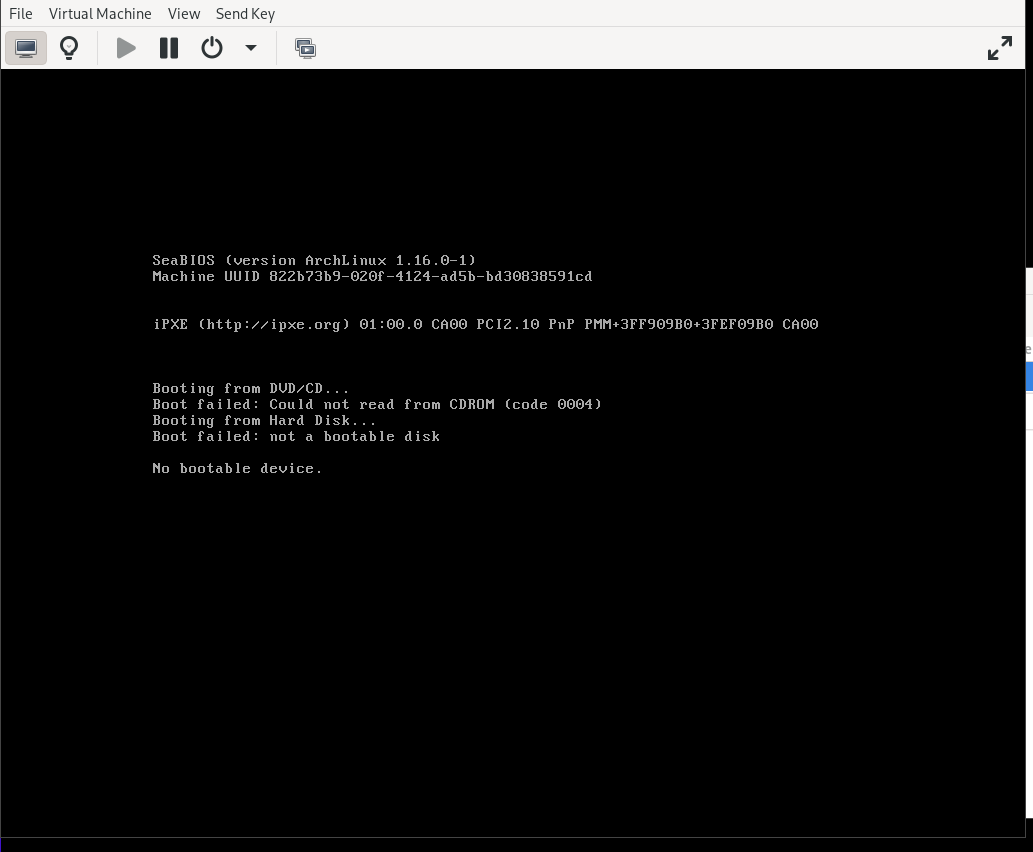 File Virtual Machine View Send Key
SeaBIOS (version ArchLinux 1.16.0-1)
Machine UUID 822b73b9-020f-4124-ad5b-bd30838591cd
iPXE (http://ipxe.org) 01:00.0 CA00 PCI2.10 PnP PMM+3FF909B0+3FEF09B0 CA00
Booting from DVD/CD...
Boot failed: Could not read from CDROM (code 0004)
Booting from Hard Disk...
Boot failed: not a bootable disk
No bootable device.